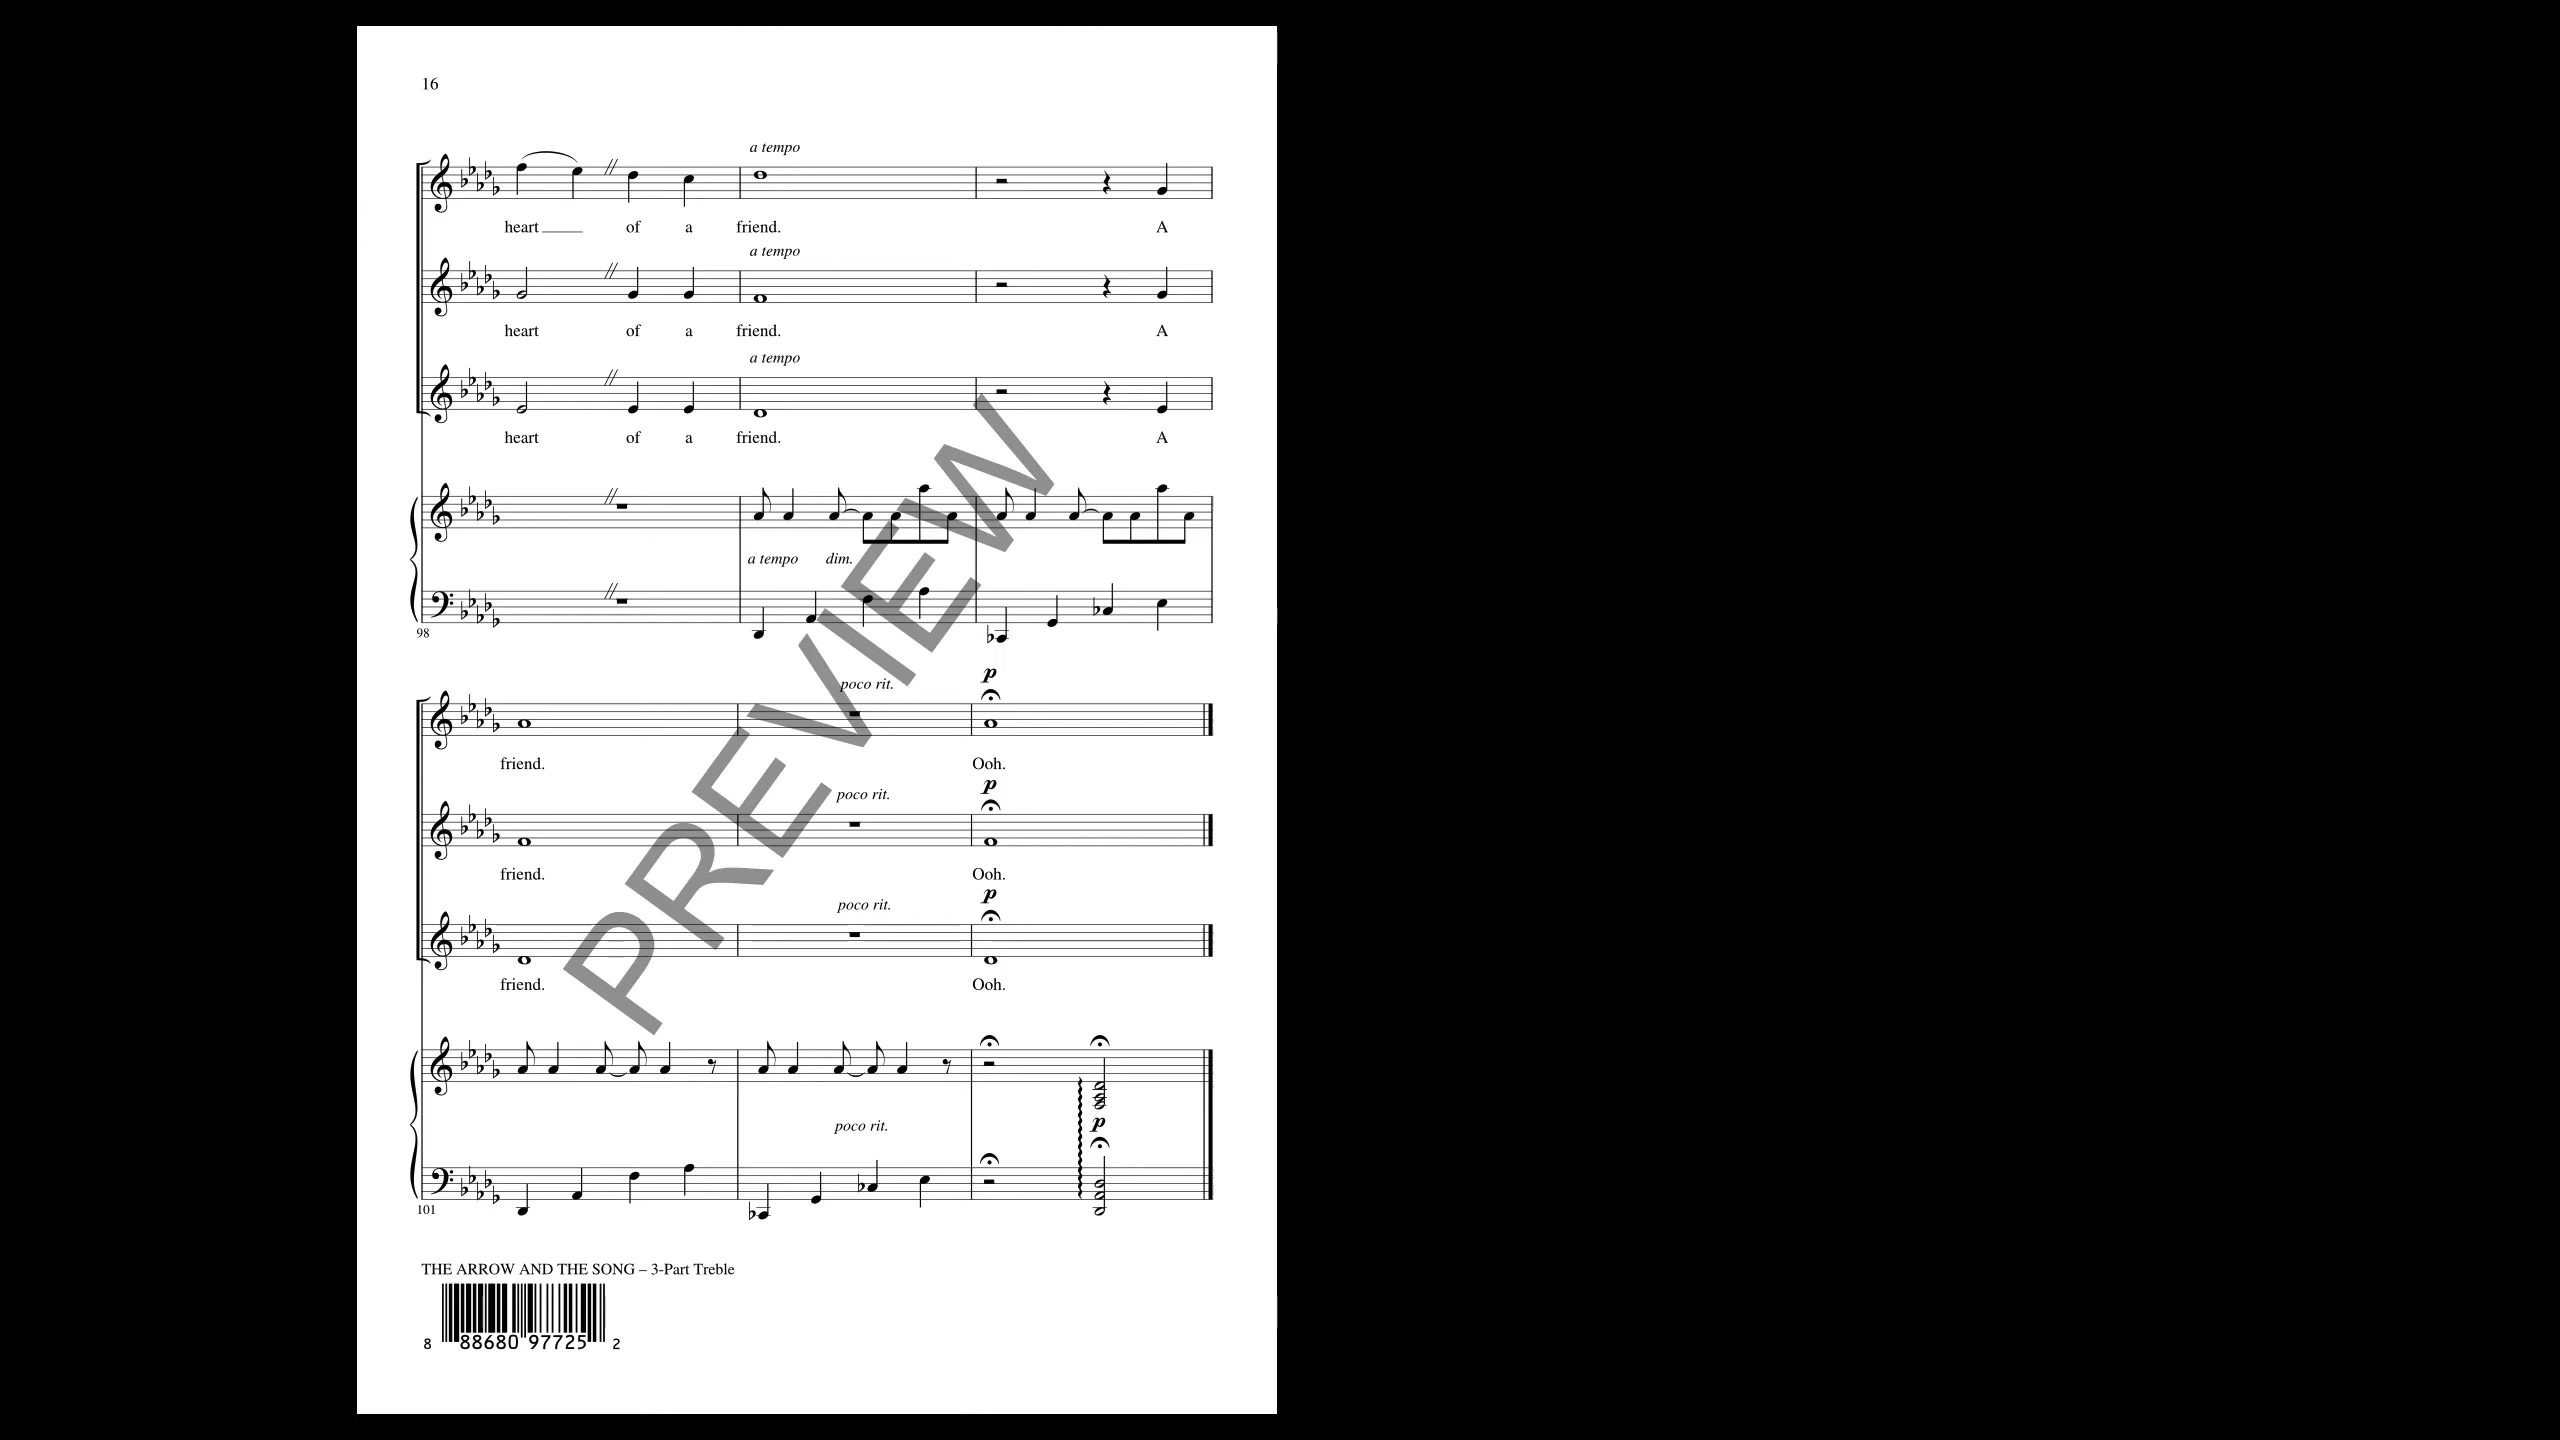 16
a tempo
heart of a friend. A
a tempo
heart of a friend. A
a tempo
heart of a friend. A
a tempo dim.
98
p
poco rit.
friend. Ooh.
p
poco rit.
friend. Ooh.
p
poco rit.
friend. Ooh.
p
poco rit.
101
PREVIEW
THE ARROW AND THE SONG – 3-Part Treble
8 88680 97725 2